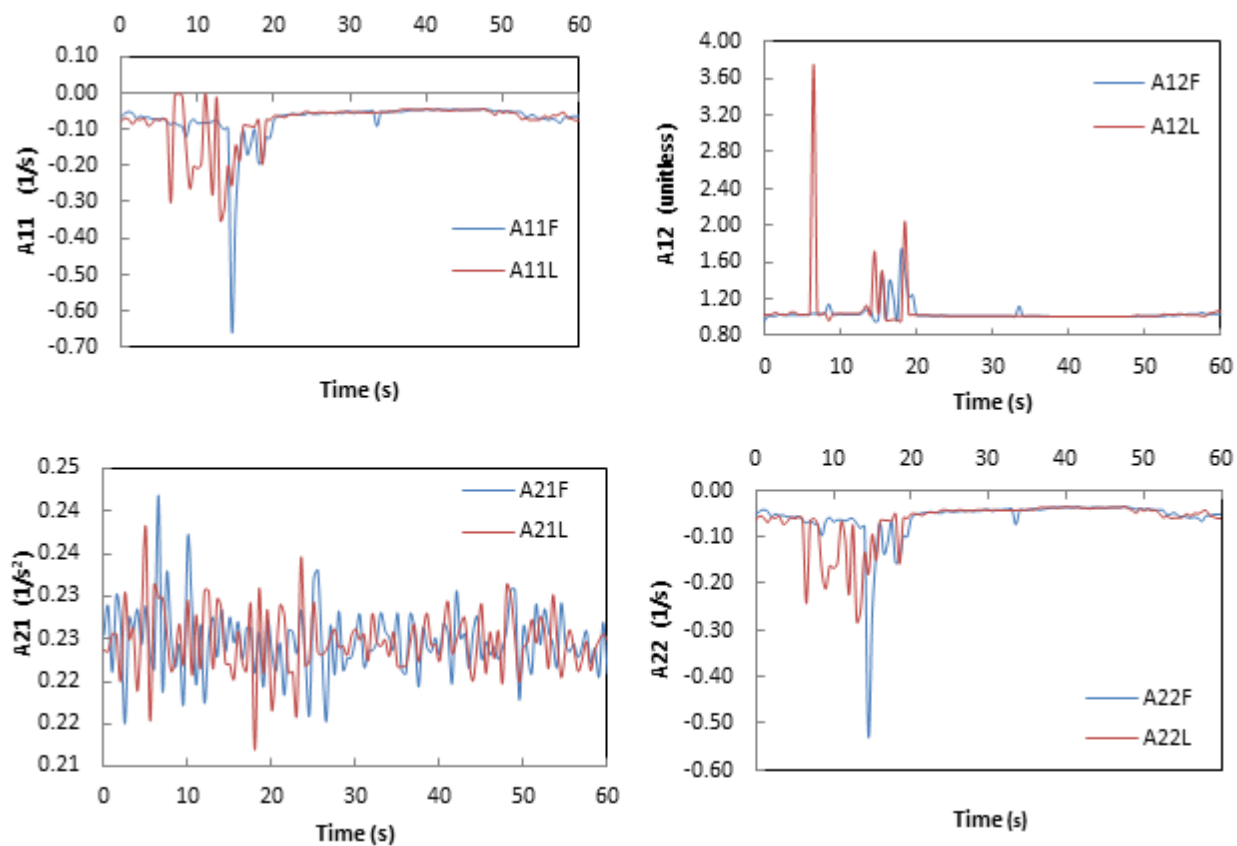 0 10 20 30 40 50 60
0.10
0.00
-0.10
-0.20
-0.30
-0.40
-0.50
-0.60
-0.70
A11 (1/s)
A11F
A11L
Time (s)
4.00
3.60
3.20
2.80
2.40
2.00
1.60
1.20
0.80
A12 (unitless)
A12F
A12L
0 10 20 30 40 50 60
Time (s)
0.25
0.24
0.24
0.23
0.23
0.22
0.22
0.21
A21 (1/s²)
A21F
A21L
0 10 20 30 40 50 60
Time (s)
0 10 20 30 40 50 60
0.00
-0.10
-0.20
-0.30
-0.40
-0.50
-0.60
A22 (1/s)
A22F
A22L
Time (s)